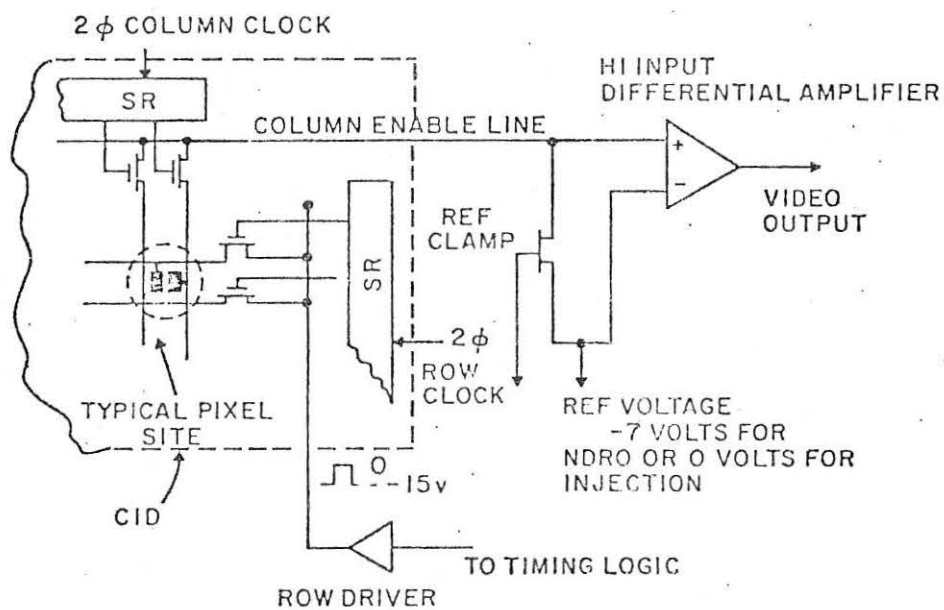 2 ϕ COLUMN CLOCK
SR
COLUMN ENABLE LINE
HI INPUT
DIFFERENTIAL AMPLIFIER
+
-
VIDEO
OUTPUT
REF
CLAMP
SR
2 ϕ
ROW
CLOCK
TYPICAL PIXEL
SITE
CID
0
-15v
REF VOLTAGE
-7 VOLTS FOR
NDRO OR 0 VOLTS FOR
INJECTION
TO TIMING LOGIC
ROW DRIVER